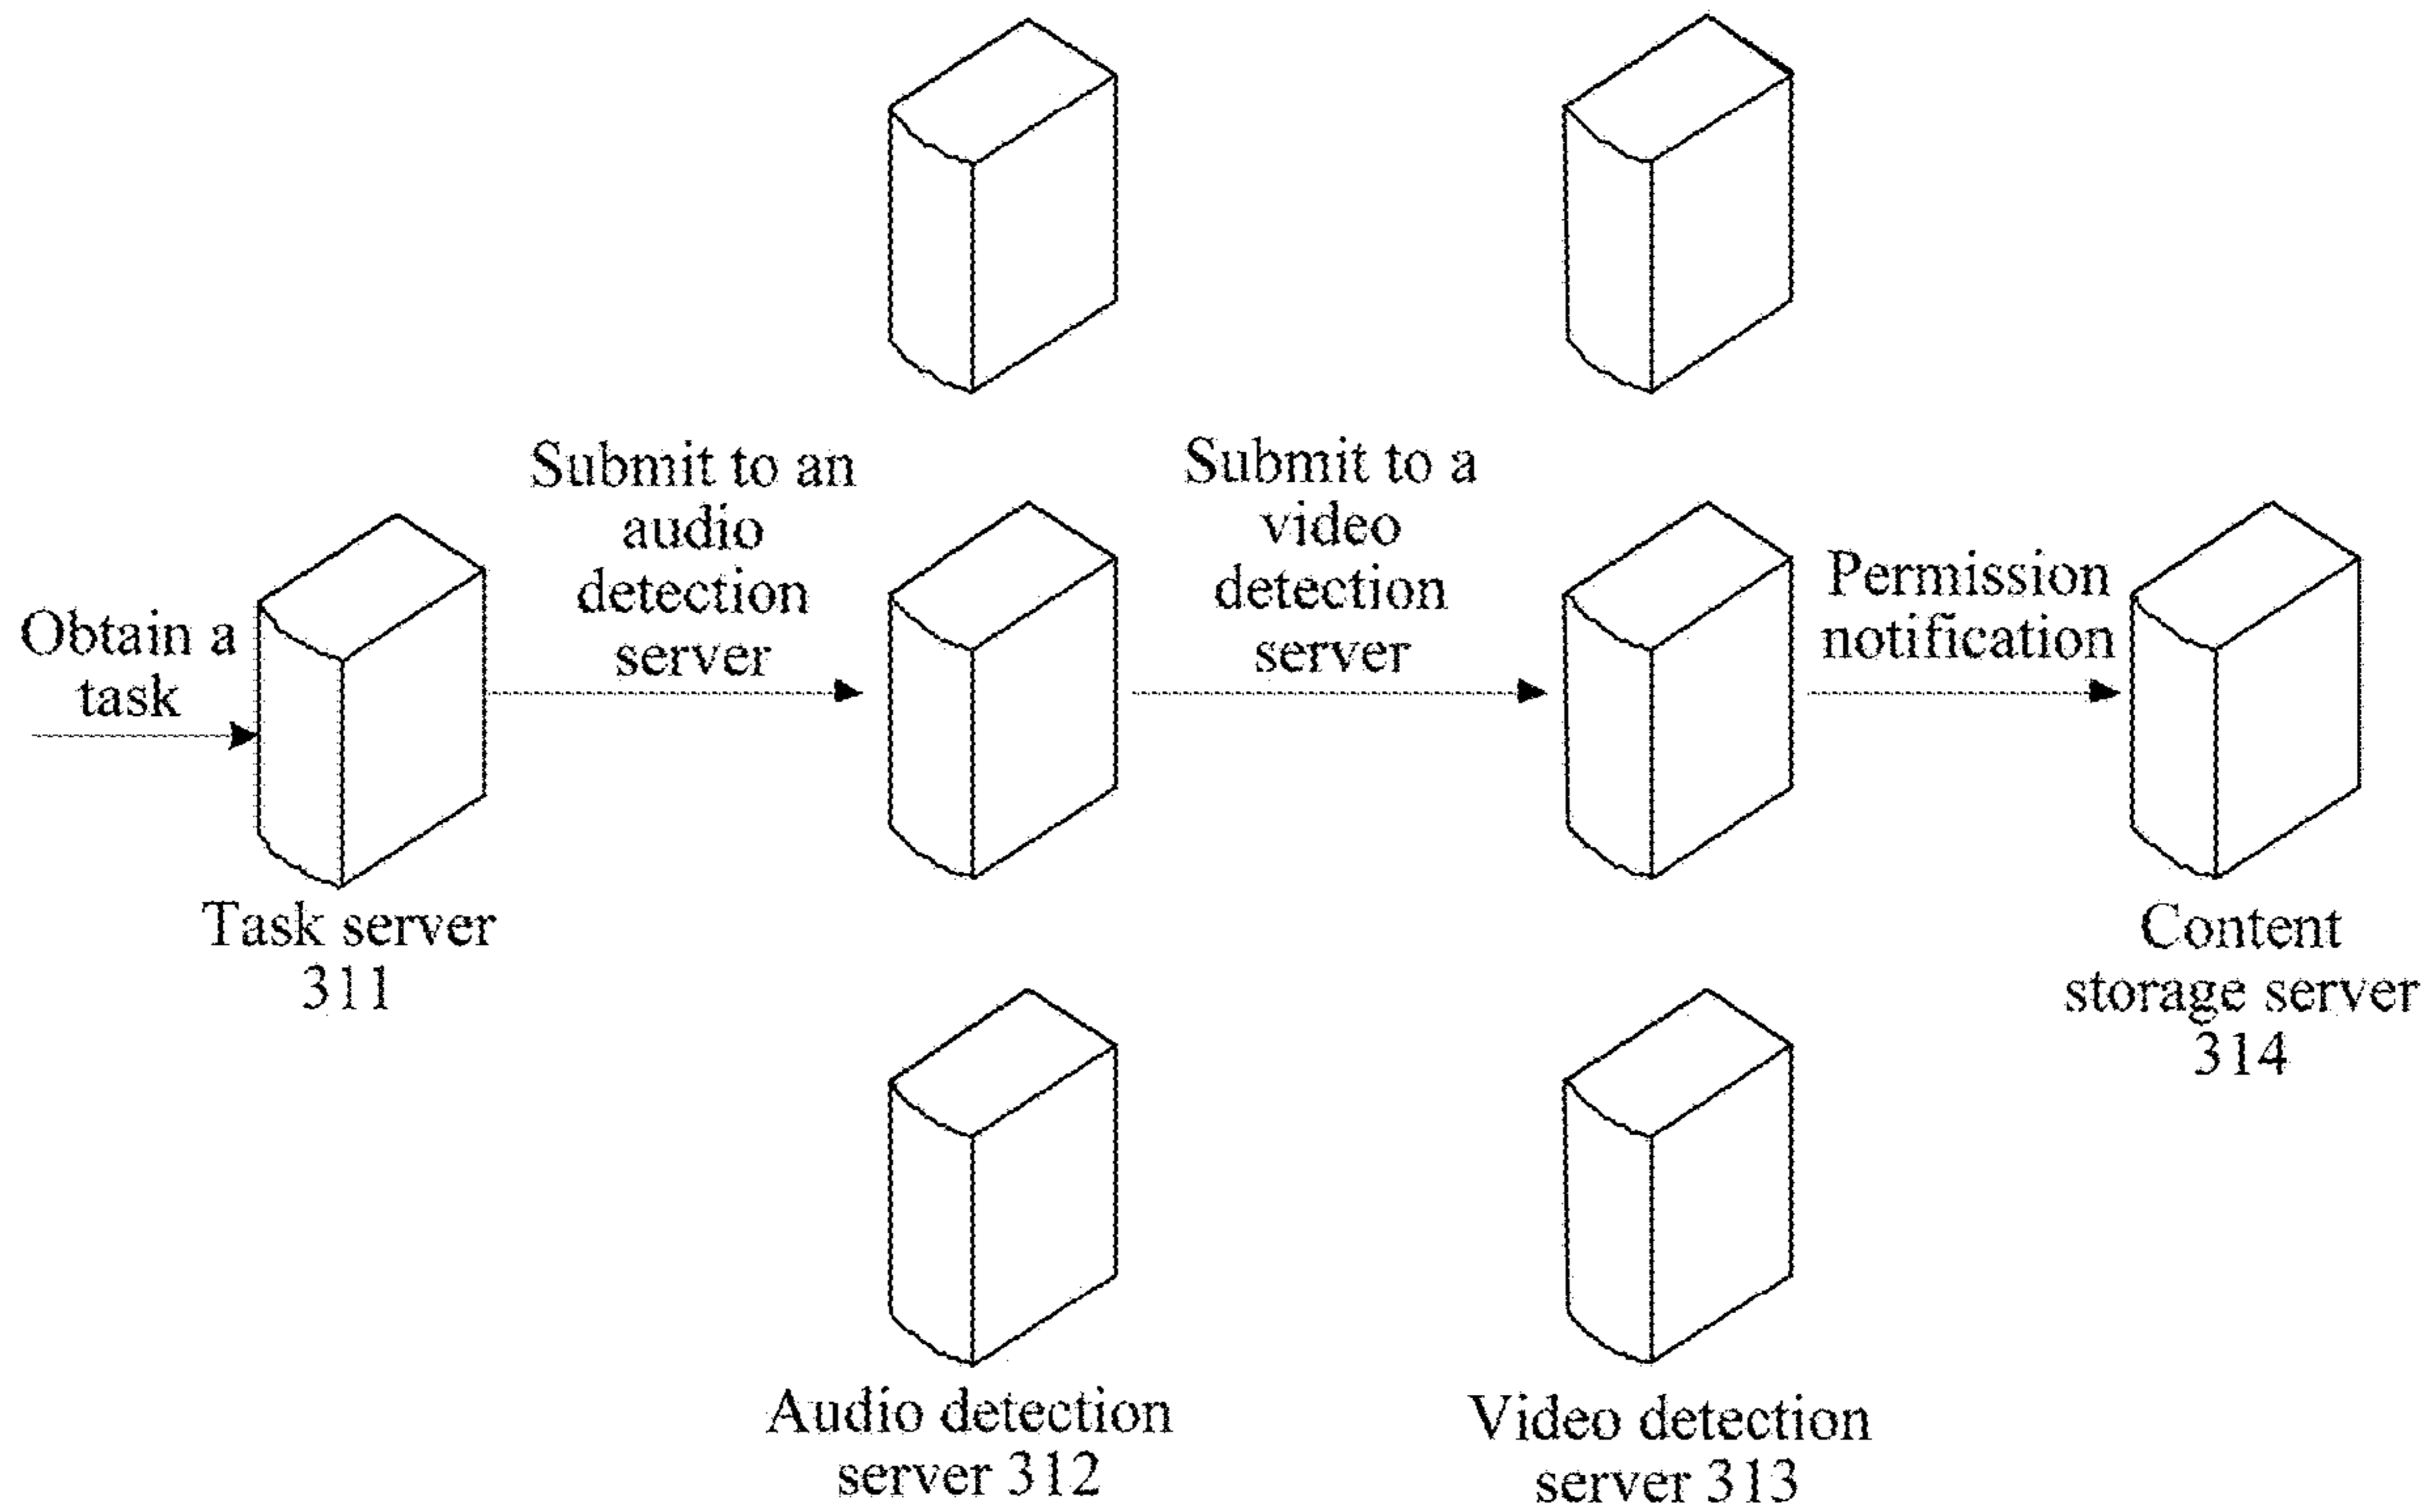 Obtain a
task
Submit to an
audio
detection
server
Submit to a
video
detection
server
Permission
notification
Task server
311
Content
storage server
314
Audio detection
server 312
Video detection
server 313